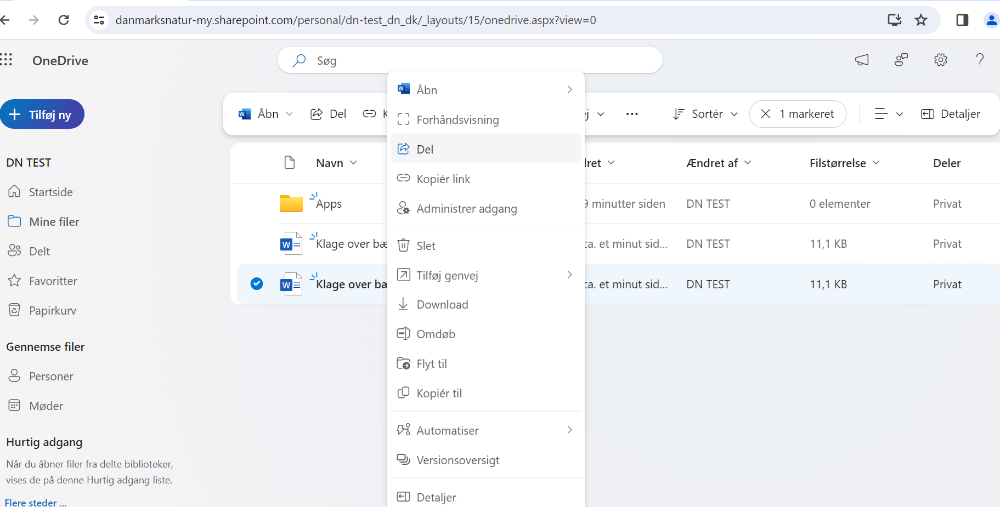 danmarksnatur-my.sharepoint.com/personal/dn-test_dn_dk/_layouts/15/onedrive.aspx?view=0
OneDrive
Søg
Tilføj ny
DN TEST
Startside
Mine filer
Delt
Favoritter
Papirkurv
Gennemse filer
Personer
Møder
Hurtig adgang
Når du åbner filer fra delte biblioteker,
vises de på denne Hurtig adgang liste.
Flere steder ...
Åbn
Del
Sortér
1 markeret
Detaljer
Navn
Ændret af
Filstørrelse
Deler
Apps
9 minutter siden
DN TEST
0 elementer
Privat
Klage over
ca. et minut sid...
DN TEST
11,1 KB
Privat
Klage over
ca. et minut sid...
DN TEST
11,1 KB
Privat
Åbn
Forhåndsvisning
Del
Kopiér link
Administrer adgang
Slet
Tilføj genvej
Download
Omdøb
Flyt til
Kopiér til
Automatiser
Versionsoversigt
Detaljer